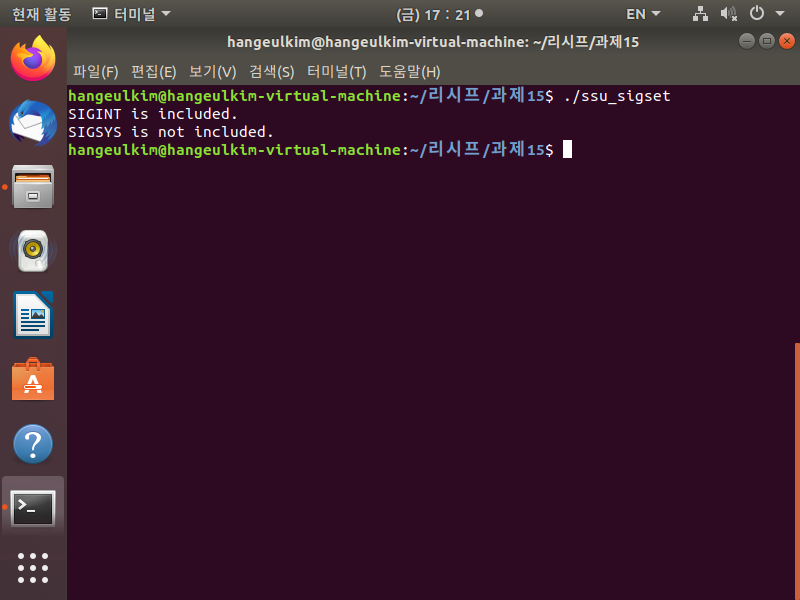 현재 활동 터미널 (금) 17 : 21 EN
hangeulkim@hangeulkim-virtual-machine: ~/리시프/과제15
파일(F) 편집(E) 보기(V) 검색(S) 터미널(T) 도움말(H)
hangeulkim@hangeulkim-virtual-machine:~/리시프/과제15$ ./ssu_sigset
SIGINT is included.
SIGSYS is not included.
hangeulkim@hangeulkim-virtual-machine:~/리시프/과제15$